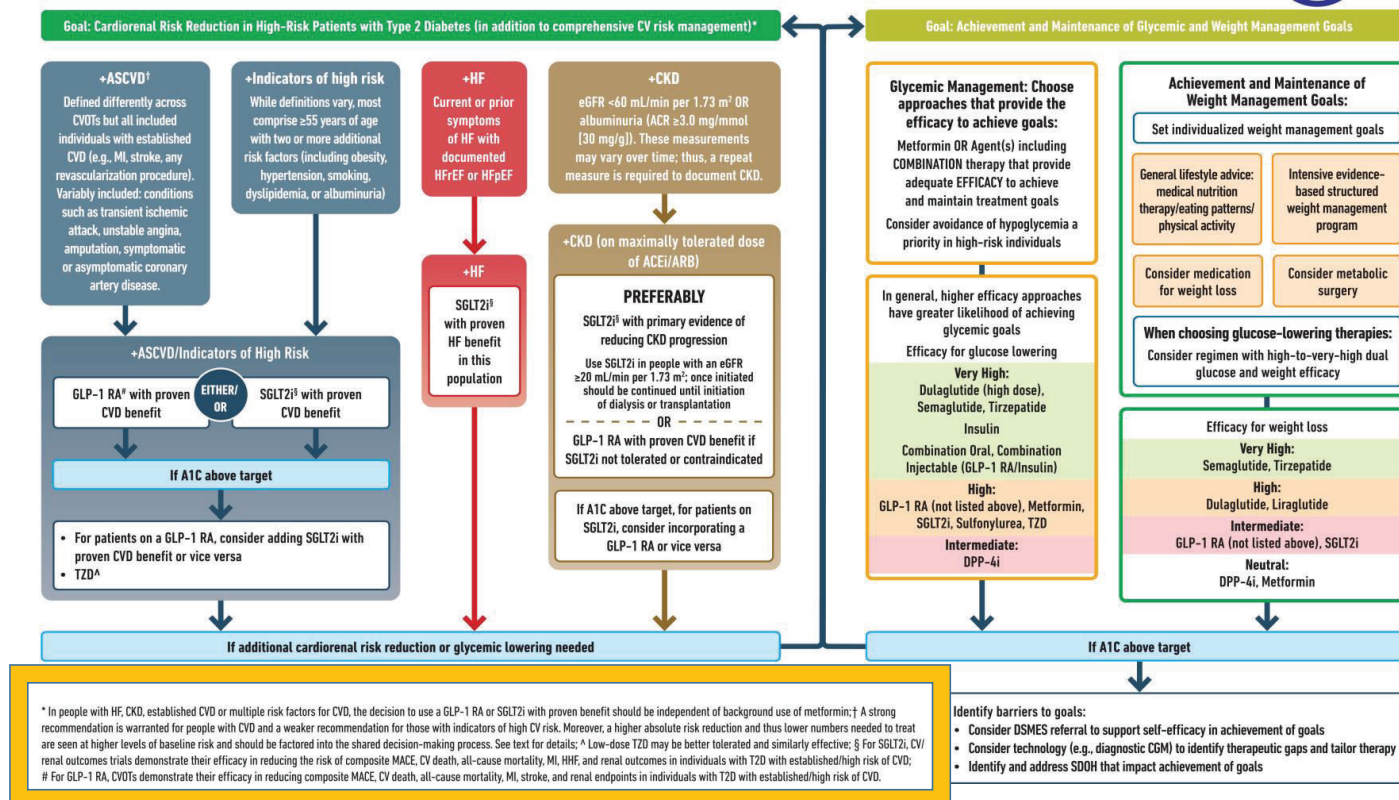 Goal: Cardiorenal Risk Reduction in High-Risk Patients with Type 2 Diabetes (in addition to comprehensive CV risk management)*
+ASCVD†
Defined differently across
CVOTs but all included
individuals with established
CVD (e.g., MI, stroke, any
revascularization procedure).
Variably included: conditions
such as transient ischemic
attack, unstable angina,
amputation, symptomatic
or asymptomatic coronary
artery disease.
+Indicators of high risk
While definitions vary, most
comprise ≥55 years of age
with two or more additional
risk factors (including obesity,
hypertension, smoking,
dyslipidemia, or albuminuria)
+ASCVD/Indicators of High Risk
GLP-1 RA# with proven
CVD benefit
EITHER/
OR
SGLT2i§ with proven
CVD benefit
If A1C above target
• For patients on a GLP-1 RA, consider adding SGLT2i with
proven CVD benefit or vice versa
• TZD^
+HF
Current or prior
symptoms
of HF with
documented
HFrEF or HFpEF
+HF
SGLT2i§
with proven
HF benefit
in this
population
+CKD
eGFR <60 mL/min per 1.73 m² OR
albuminuria (ACR ≥3.0 mg/mmol
[30 mg/g]). These measurements
may vary over time; thus, a repeat
measure is required to document CKD.
+CKD (on maximally tolerated dose
of ACEi/ARB)
PREFERABLY
SGLT2i§ with primary evidence of
reducing CKD progression
Use SGLT2i in people with an eGFR
≥20 mL/min per 1.73 m²; once initiated
should be continued until initiation
of dialysis or transplantation
OR
GLP-1 RA with proven CVD benefit if
SGLT2i not tolerated or contraindicated
If A1C above target, for patients on
SGLT2i, consider incorporating a
GLP-1 RA or vice versa
If additional cardiorenal risk reduction or glycemic lowering needed
Goal: Achievement and Maintenance of Glycemic and Weight Management Goals
Glycemic Management: Choose
approaches that provide the
efficacy to achieve goals:
Metformin OR Agent(s) including
COMBINATION therapy that provide
adequate EFFICACY to achieve
and maintain treatment goals
Consider avoidance of hypoglycemia a
priority in high-risk individuals
In general, higher efficacy approaches
have greater likelihood of achieving
glycemic goals
Efficacy for glucose lowering
Very High:
Dulaglutide (high dose),
Semaglutide, Tirzepatide
Insulin
Combination Oral, Combination
Injectable (GLP-1 RA/Insulin)
High:
GLP-1 RA (not listed above), Metformin,
SGLT2i, Sulfonylurea, TZD
Intermediate:
DPP-4i
Achievement and Maintenance of
Weight Management Goals:
Set individualized weight management goals
General lifestyle advice:
medical nutrition
therapy/eating patterns/
physical activity
Intensive evidence-
based structured
weight management
program
Consider medication
for weight loss
Consider metabolic
surgery
When choosing glucose-lowering therapies:
Consider regimen with high-to-very-high dual
glucose and weight efficacy
Efficacy for weight loss
Very High:
Semaglutide, Tirzepatide
High:
Dulaglutide, Liraglutide
Intermediate:
GLP-1 RA (not listed above), SGLT2i
Neutral:
DPP-4i, Metformin
If A1C above target
* In people with HF, CKD, established CVD or multiple risk factors for CVD, the decision to use a GLP-1 RA or SGLT2i with proven benefit should be independent of background use of metformin;† A strong
recommendation is warranted for people with CVD and a weaker recommendation for those with indicators of high CV risk. Moreover, a higher absolute risk reduction and thus lower numbers needed to treat
are seen at higher levels of baseline risk and should be factored into the shared decision-making process. See text for details; ^ Low-dose TZD may be better tolerated and similarly effective; § For SGLT2i, CV/
renal outcomes trials demonstrate their efficacy in reducing the risk of composite MACE, CV death, all-cause mortality, MI, HHF, and renal outcomes in individuals with T2D with established/high risk of CVD;
# For GLP-1 RA, CVOTs demonstrate their efficacy in reducing composite MACE, CV death, all-cause mortality, MI, stroke, and renal endpoints in individuals with T2D with established/high risk of CVD.
Identify barriers to goals:
• Consider DSMES referral to support self-efficacy in achievement of goals
• Consider technology (e.g., diagnostic CGM) to identify therapeutic gaps and tailor therapy
• Identify and address SDOH that impact achievement of goals